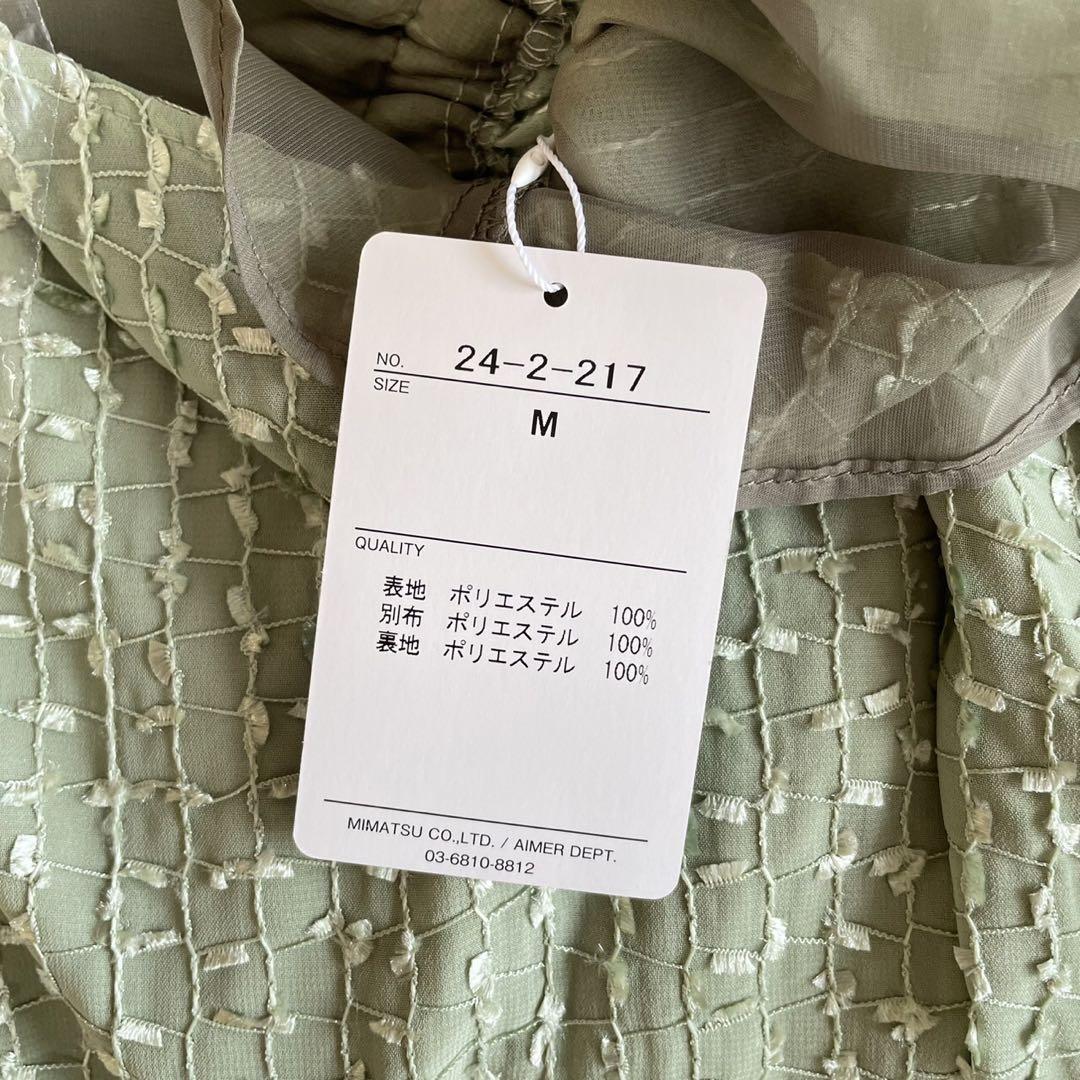 NO. 24-2-217
SIZE
M
QUALITY
表地 ポリエステル 100%
別布 ポリエステル 100%
裏地 ポリエステル 100%
MIMATSU CO.,LTD. / AIMER DEPT.
03-6810-8812